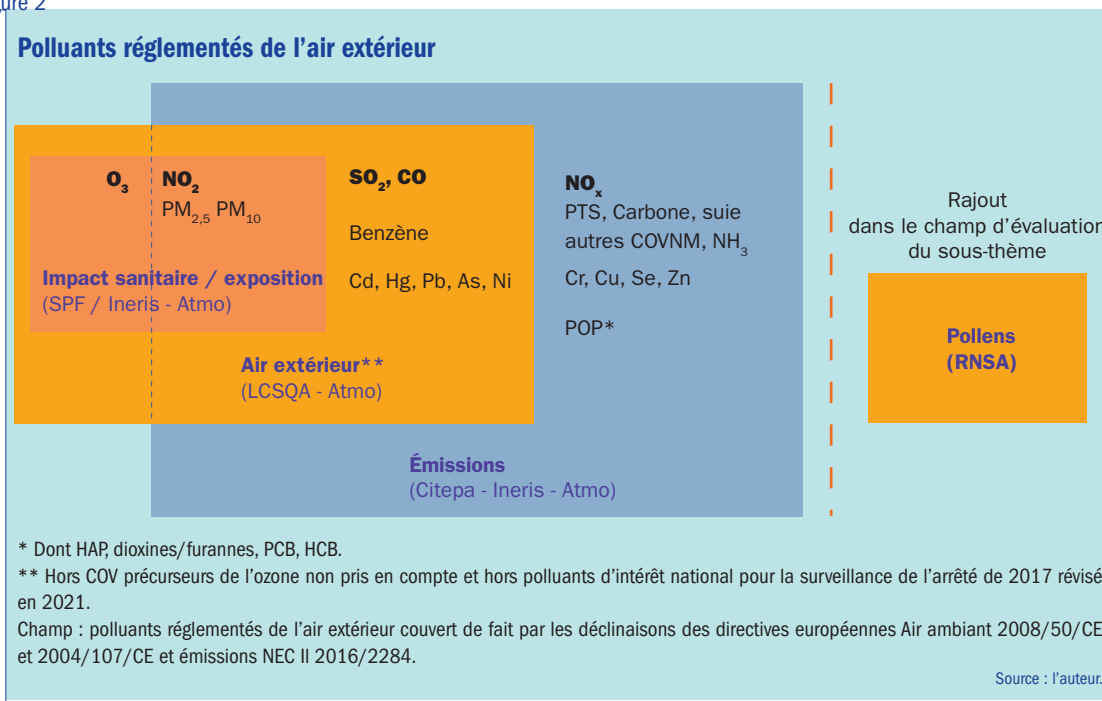 ure 2
Polluants réglementés de l'air extérieur
O₃ NO₂
PM₂,₅ PM₁₀
Impact sanitaire / exposition
(SPF / Ineris - Atmo)
SO₂, CO
Benzène
Cd, Hg, Pb, As, Ni
Air extérieur**
(LCSQA - Atmo)
NOₓ
PTS, Carbone, suie
autres COVNM, NH₃
Cr, Cu, Se, Zn
POP*
Émissions
(Citepa - Ineris - Atmo)
Rajout
dans le champ d'évaluation
du sous-thème
Pollens
(RNSA)
* Dont HAP, dioxines/furannes, PCB, HCB.
** Hors COV précurseurs de l'ozone non pris en compte et hors polluants d'intérêt national pour la surveillance de l'arrêté de 2017 révisé
en 2021.
Champ : polluants réglementés de l'air extérieur couvert de fait par les déclinaisons des directives européennes Air ambiant 2008/50/CE
et 2004/107/CE et émissions NEC II 2016/2284.
Source : l'auteur.